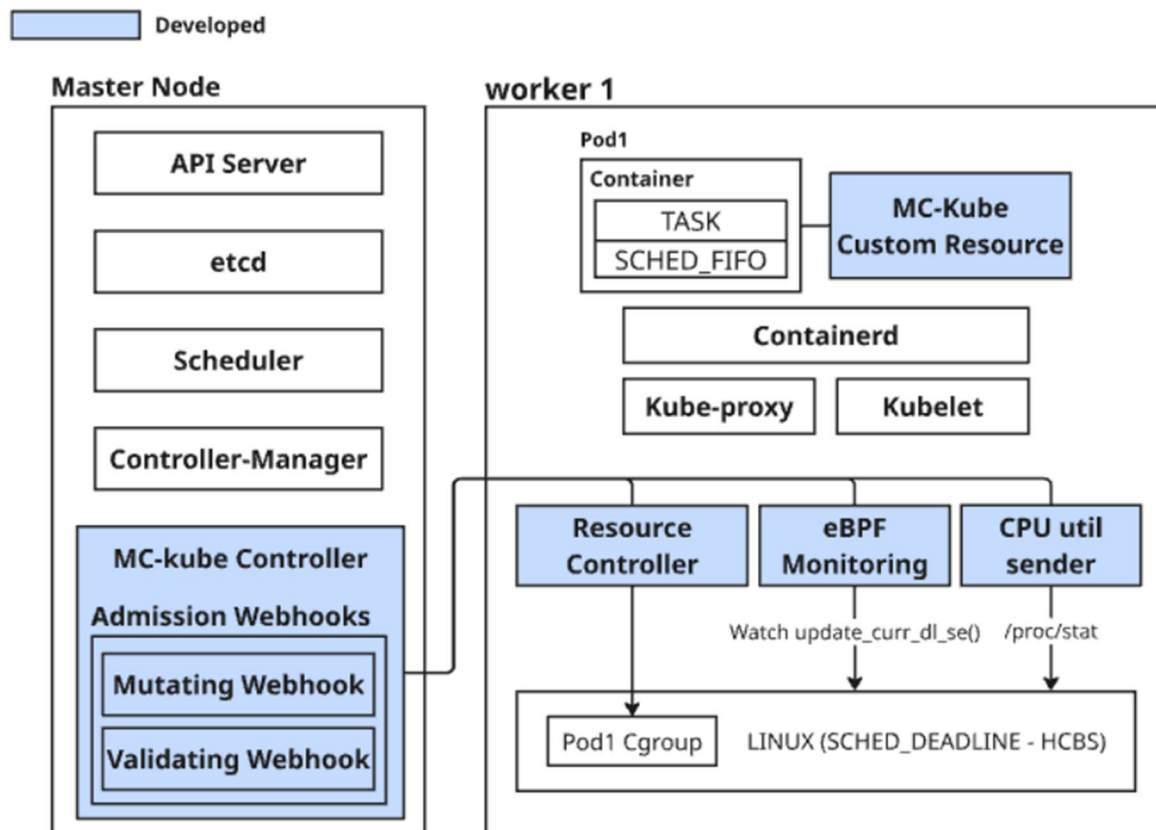 Developed
Master Node
API Server
etcd
Scheduler
Controller-Manager
MC-kube Controller
Admission Webhooks
Mutating Webhook
Validating Webhook
worker 1
Pod1
Container
TASK
SCHED_FIFO
MC-Kube
Custom Resource
Containerd
Kube-proxy
Kubelet
Resource
Controller
eBPF
Monitoring
CPU util
sender
Watch update_curr_dl_se()
/proc/stat
Pod1 Cgroup
LINUX (SCHED_DEADLINE - HCBS)